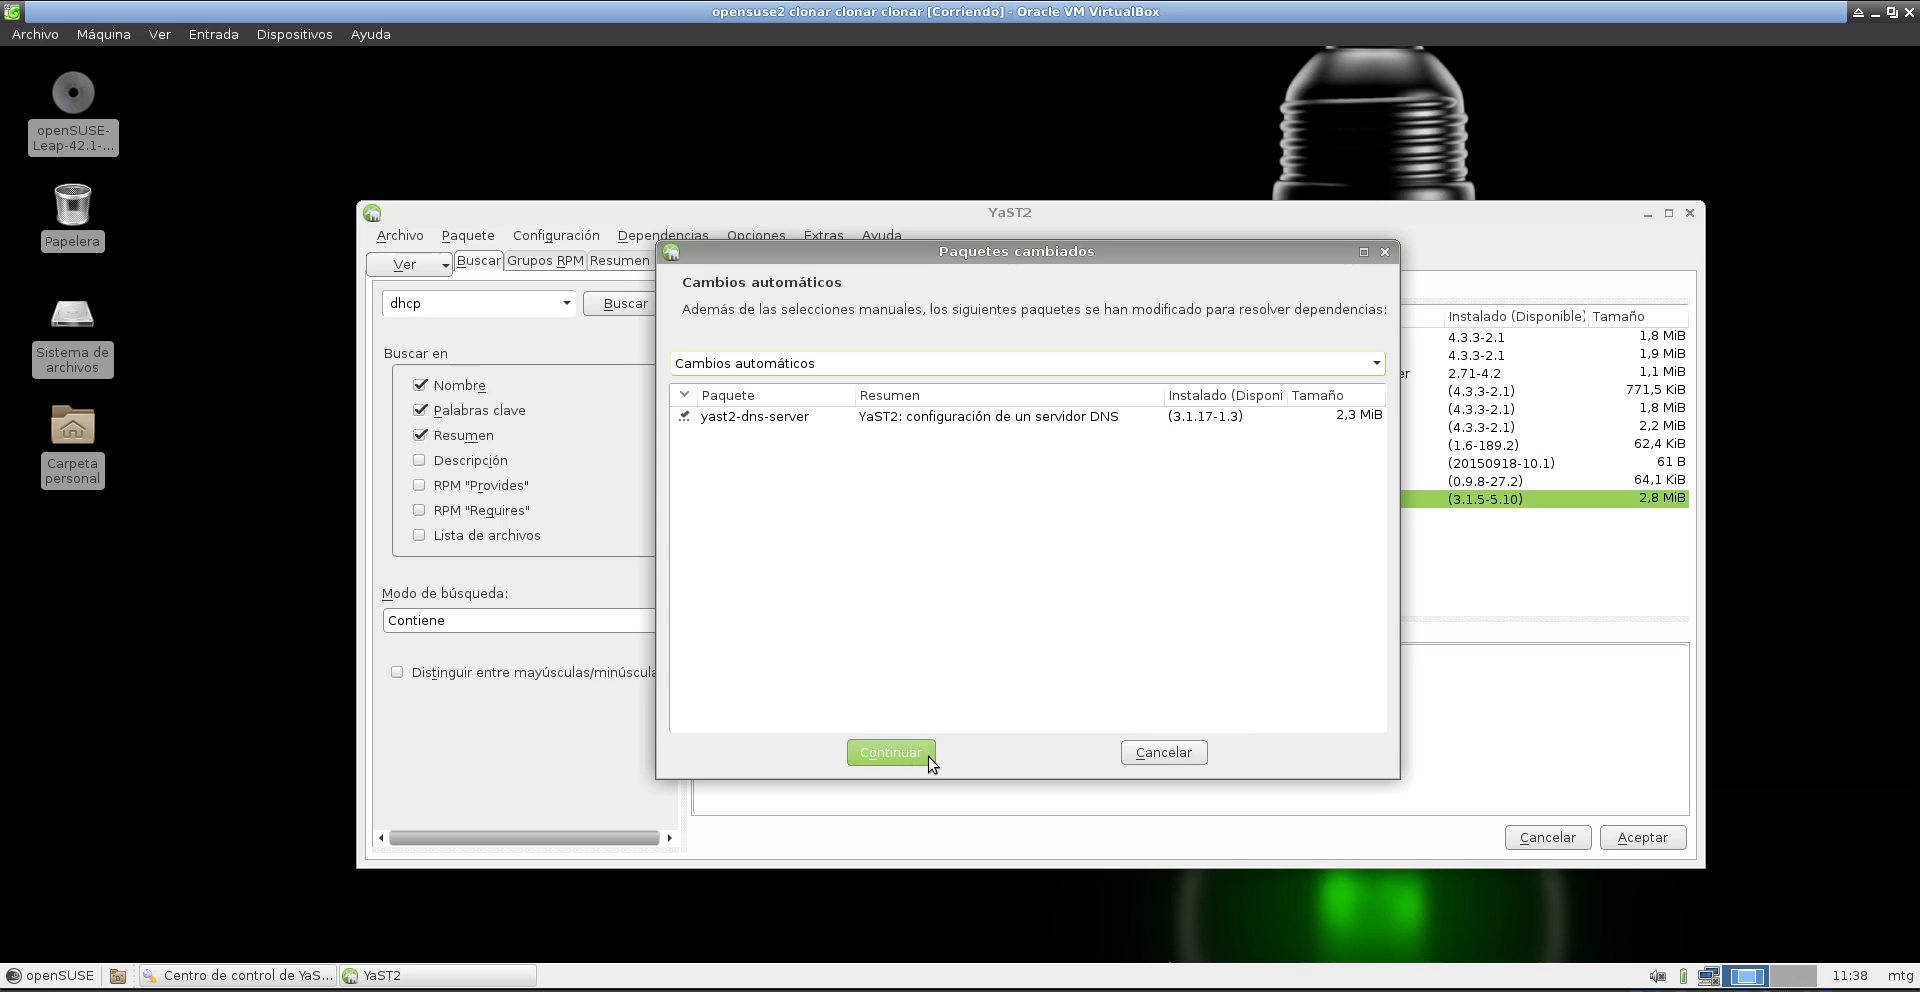 opensuse2 clonar clonar clonar [Corriendo] - Oracle VM VirtualBox
Archivo Máquina Ver Entrada Dispositivos Ayuda
openSUSE-
Leap-42.1-...
Papelera
Sistema de
archivos
Carpeta
personal
YaST2
Archivo Paquete Configuración Dependencias Opciones Extras Ayuda
Ver Buscar Grupos RPM Resumen
dhcp Buscar
Buscar en
Nombre
Palabras clave
Resumen
Descripción
RPM "Provides"
RPM "Requires"
Lista de archivos
Modo de búsqueda:
Contiene
Distinguir entre mayúsculas/minúscula
Paquetes cambiados
Cambios automáticos
Además de las selecciones manuales, los siguientes paquetes se han modificado para resolver dependencias:
Cambios automáticos
Paquete Resumen Instalado (Disponi Tamaño
yast2-dns-server YaST2: configuración de un servidor DNS (3.1.17-1.3) 2,3 MiB
Continuar Cancelar
Instalado (Disponible) Tamaño
4.3.3-2.1 1,8 MiB
4.3.3-2.1 1,9 MiB
er 2.71-4.2 1,1 MiB
(4.3.3-2.1) 771,5 KiB
(4.3.3-2.1) 1,8 MiB
(4.3.3-2.1) 2,2 MiB
(1.6-189.2) 62,4 KiB
(20150918-10.1) 61 B
(0.9.8-27.2) 64,1 KiB
(3.1.5-5.10) 2,8 MiB
Cancelar Aceptar
openSUSE Centro de control de YaS... YaST2 11:38 mtg